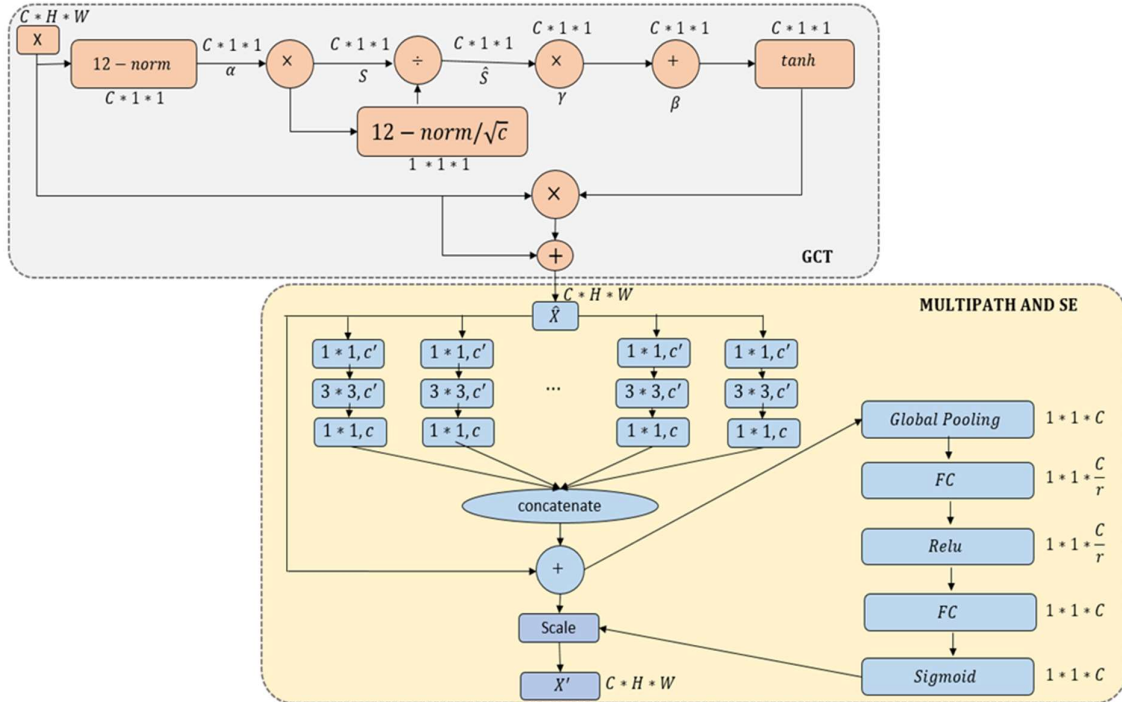 C * H * W
X
12 − norm
C * 1 * 1
C * 1 * 1
α
×
C * 1 * 1
S
÷
C * 1 * 1
Ŝ
C * 1 * 1
×
γ
C * 1 * 1
+
β
C * 1 * 1
tanh
12 − norm/√c
1 * 1 * 1
×
+
GCT
C * H * W
X̂
MULTIPATH AND SE
1 * 1, c′
1 * 1, c′
1 * 1, c′
1 * 1, c′
3 * 3, c′
3 * 3, c′
...
3 * 3, c′
3 * 3, c′
1 * 1, c
1 * 1, c
1 * 1, c
1 * 1, c
concatenate
+
Scale
X′
C * H * W
Global Pooling
1 * 1 * C
FC
1 * 1 * C/r
Relu
1 * 1 * C/r
FC
1 * 1 * C
Sigmoid
1 * 1 * C